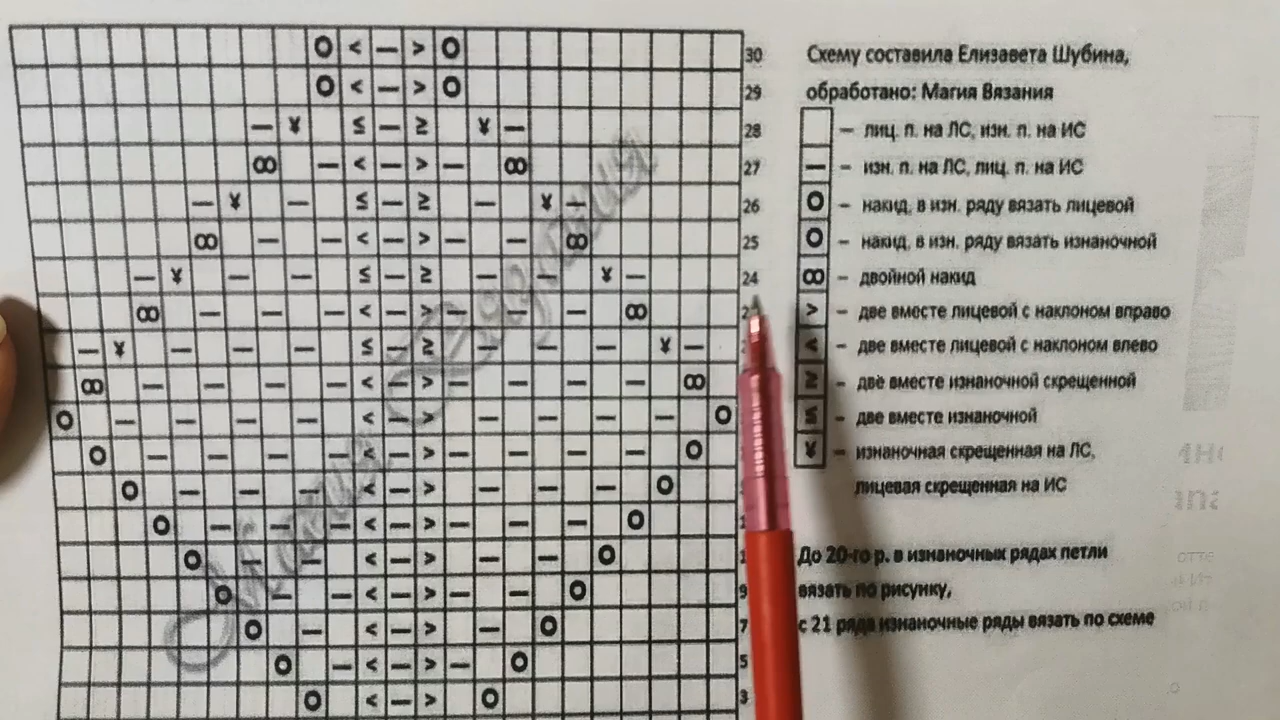 O < — > O 30
O < — > O 29
— ¥ ≤ — ≥ ¥ — 28
∞ — < — > — ∞ 27
— ¥ — ≤ — ≥ — ¥ — 26
∞ — — < — > — — ∞ 25
— ¥ — — ≤ — ≥ — — ¥ — 24
∞ — — — < — > — — — ∞ 2
— ¥ — — — ≤ — ≥ — — — ¥ —
∞ — — — — < — > — — — — ∞
O — — — — < — > — — — — O
O — — — — < — > — — — — O
O — — — < — > — — — O
O — — — < — > — — — O
O — — < — > — — O 1
O — — < — > — — O 9
O — < — > — O 7
O — < — > — O 5
O < — > O 3
Схему составила Елизавета Шубина,
обработано: Магия Вязания
— лиц. п. на ЛС, изн. п. на ИС
— – изн. п. на ЛС, лиц. п. на ИС
O – накид, в изн. ряду вязать лицевой
O – накид, в изн. ряду вязать изнаночной
∞ – двойной накид
> – две вместе лицевой с наклоном вправо
< – две вместе лицевой с наклоном влево
≥ – две вместе изнаночной скрещенной
≤ – две вместе изнаночной
¥ – изнаночная скрещенная на ЛС,
лицевая скрещенная на ИС
До 20-го р. в изнаночных рядах петли
вязать по рисунку,
с 21 ряда изнаночные ряды вязать по схеме
Магия Вязания